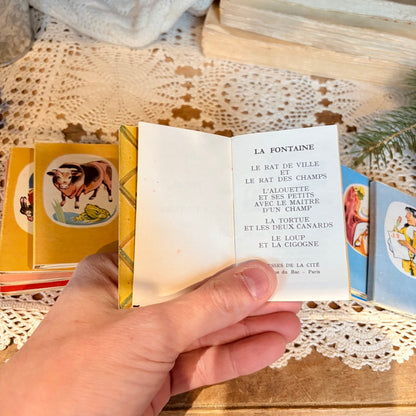 LA FONTAINE
LE RAT DE VILLE
ET
LE RAT DES CHAMPS
L'ALOUETTE
ET SES PETITS
AVEC LE MAITRE
D'UN CHAMP
LA TORTUE
ET LES DEUX CANARDS
LE LOUP
ET LA CIGOGNE
ESSES DE LA CITÉ
du Bac - Paris